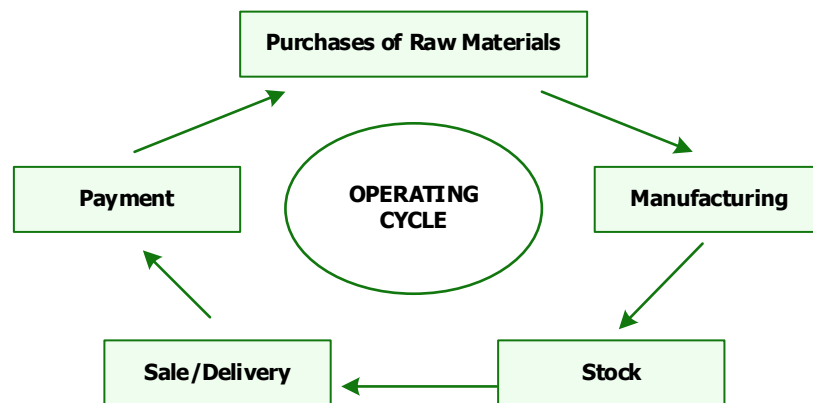 Purchases of Raw Materials
Payment
OPERATING
CYCLE
Manufacturing
Sale/Delivery
Stock